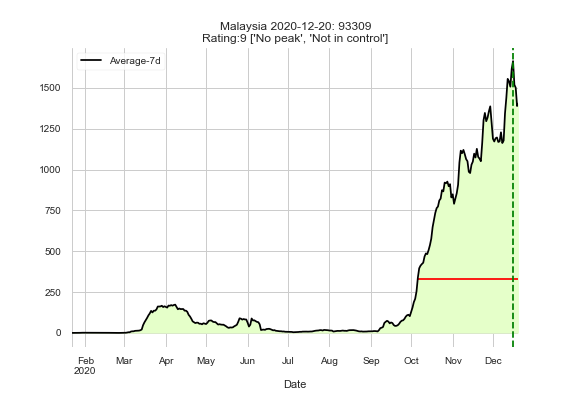 Malaysia 2020-12-20: 93309
Rating:9 ['No peak', 'Not in control']
Average-7d
1500
1250
1000
750
500
250
0
Feb Mar Apr May Jun Jul Aug Sep Oct Nov Dec
2020
Date